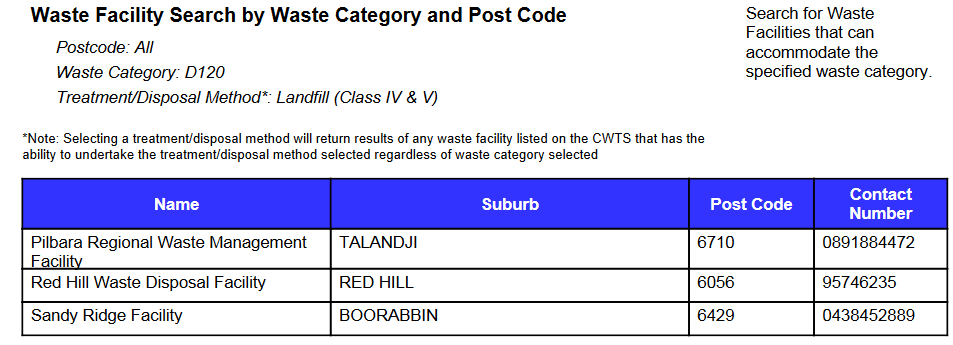 Waste Facility Search by Waste Category and Post Code
Search for Waste
Facilities that can
accommodate the
specified waste category.
Postcode: All
Waste Category: D120
Treatment/Disposal Method*: Landfill (Class IV & V)
*Note: Selecting a treatment/disposal method will return results of any waste facility listed on the CWTS that has the
ability to undertake the treatment/disposal method selected regardless of waste category selected
Name Suburb Post Code Contact Number
Pilbara Regional Waste Management Facility TALANDJI 6710 0891884472
Red Hill Waste Disposal Facility RED HILL 6056 95746235
Sandy Ridge Facility BOORABBIN 6429 0438452889